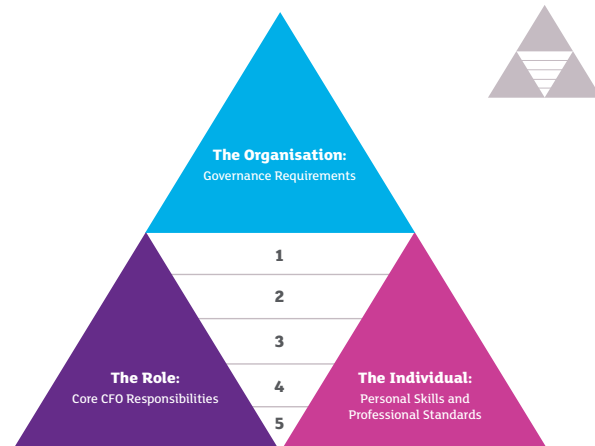 The Organisation:
Governance Requirements
1
2
3
4
5
The Role:
Core CFO Responsibilities
The Individual:
Personal Skills and
Professional Standards